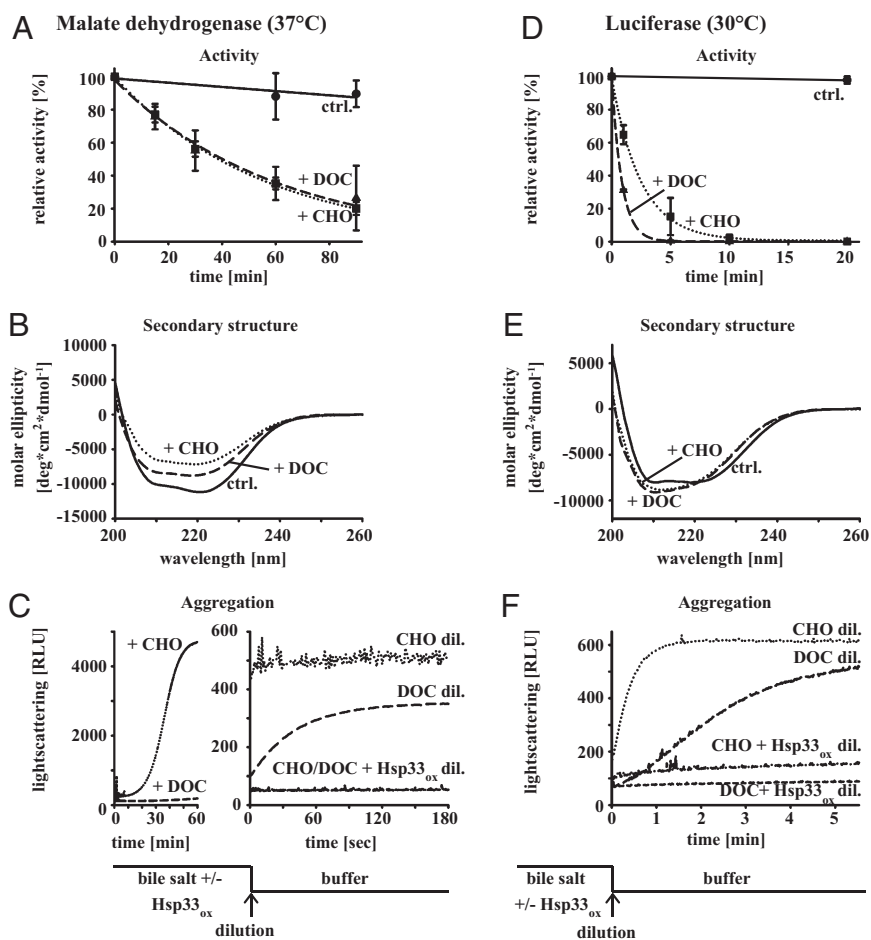 A Malate dehydrogenase (37°C)
Activity
relative activity [%]
100
80
60
40
20
0
ctrl.
+ DOC
+ CHO
0 20 40 60 80
time [min]
B Secondary structure
molar ellipticity
[deg*cm²*dmol⁻¹]
10000
5000
0
-5000
-10000
-15000
+ CHO
+ DOC
ctrl.
200 220 240 260
wavelength [nm]
C Aggregation
lightscattering [RLU]
4000
2000
0
+ CHO
+ DOC
0 30 60
time [min]
600
400
200
0
CHO dil.
DOC dil.
CHO/DOC + Hsp33ox dil.
0 60 120 180
time [sec]
bile salt +/-
Hsp33ox
buffer
dilution
D Luciferase (30°C)
Activity
relative activity [%]
100
80
60
40
20
0
ctrl.
+ DOC
+ CHO
0 5 10 15 20
time [min]
E Secondary structure
molar ellipticity
[deg*cm²*dmol⁻¹]
5000
0
-5000
-10000
+ CHO
ctrl.
+ DOC
200 220 240 260
wavelength [nm]
F Aggregation
lightscattering [RLU]
600
400
200
0
CHO dil.
DOC dil.
CHO + Hsp33ox dil.
DOC+ Hsp33ox dil.
0 1 2 3 4 5
time [min]
bile salt
+/- Hsp33ox
buffer
dilution